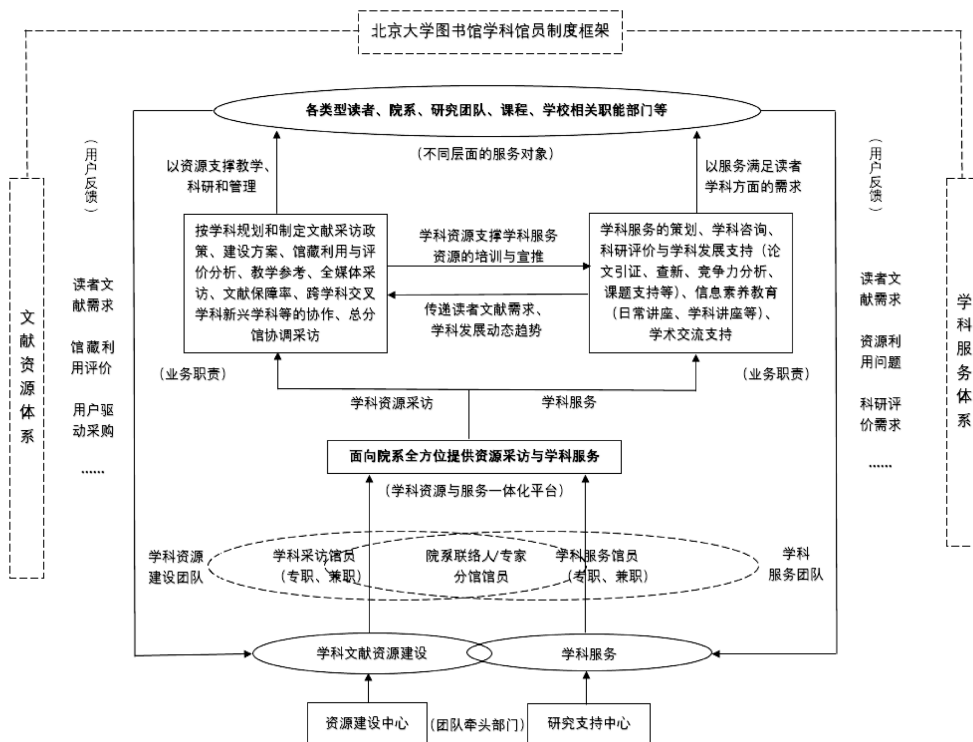 北京大学图书馆学科馆员制度框架
各类型读者、院系、研究团队、课程、学校相关职能部门等
（不同层面的服务对象）
（用户反馈）
（用户反馈）
以资源支撑教学、
科研和管理
以服务满足读者
学科方面的需求
按学科规划和制定文献采访政
策、建设方案、馆藏利用与评
价分析、教学参考、全媒体采
访、文献保障率、跨学科交叉
学科新兴学科等的协作、总分
馆协调采访
学科资源支撑学科服务
资源的培训与宣推
传递读者文献需求、
学科发展动态趋势
学科服务的策划、学科咨询、
科研评价与学科发展支持（论
文引证、查新、竞争力分析、
课题支持等）、信息素养教育
（日常讲座、学科讲座等）、
学术交流支持
读者文
献需求
馆藏利
用评价
用户驱
动采购
……
读者文
献需求
资源利
用问题
科研评
价需求
……
文献资源体系
学科服务体系
（业务职责）
（业务职责）
学科资源采访
学科服务
面向院系全方位提供资源采访与学科服务
（学科资源与服务一体化平台）
学科资源
建设团队
学科采访馆员
（专职、兼职）
院系联络人/专家
分馆馆员
学科服务馆员
（专职、兼职）
学科
服务团队
学科文献资源建设
学科服务
资源建设中心
（团队牵头部门）
研究支持中心